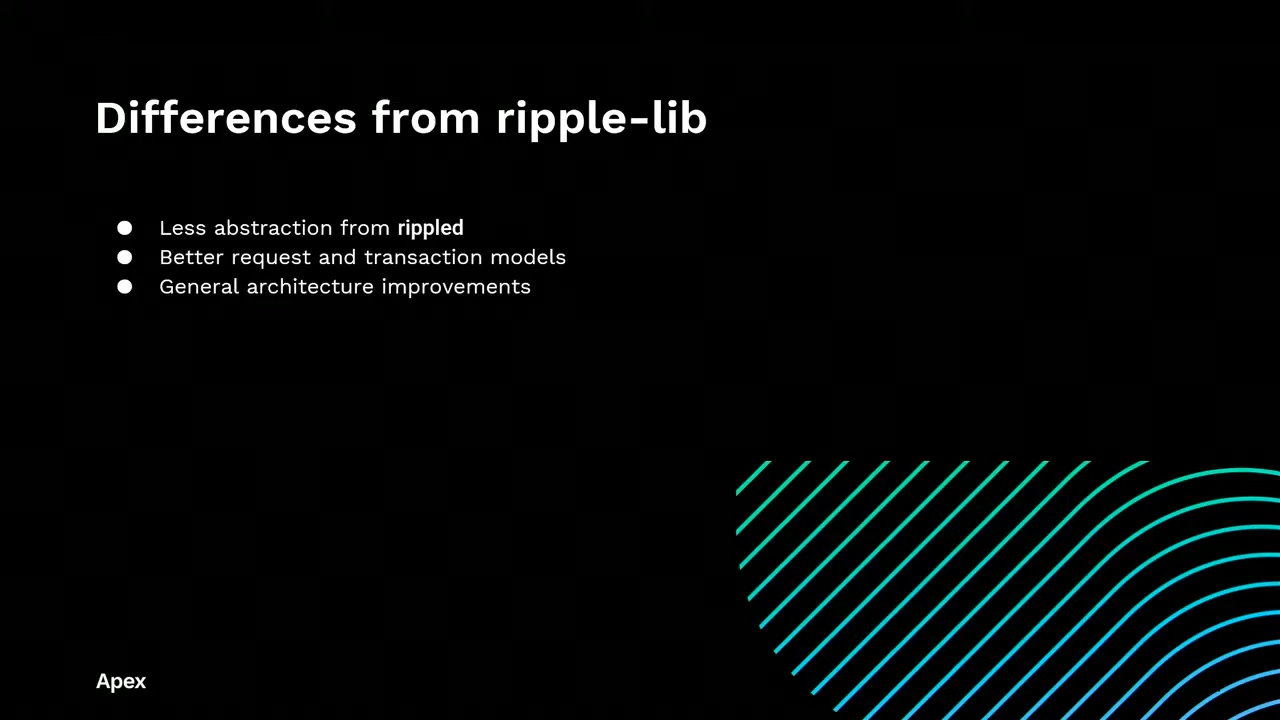 Differences from ripple-lib
● Less abstraction from rippled
● Better request and transaction models
● General architecture improvements
Apex